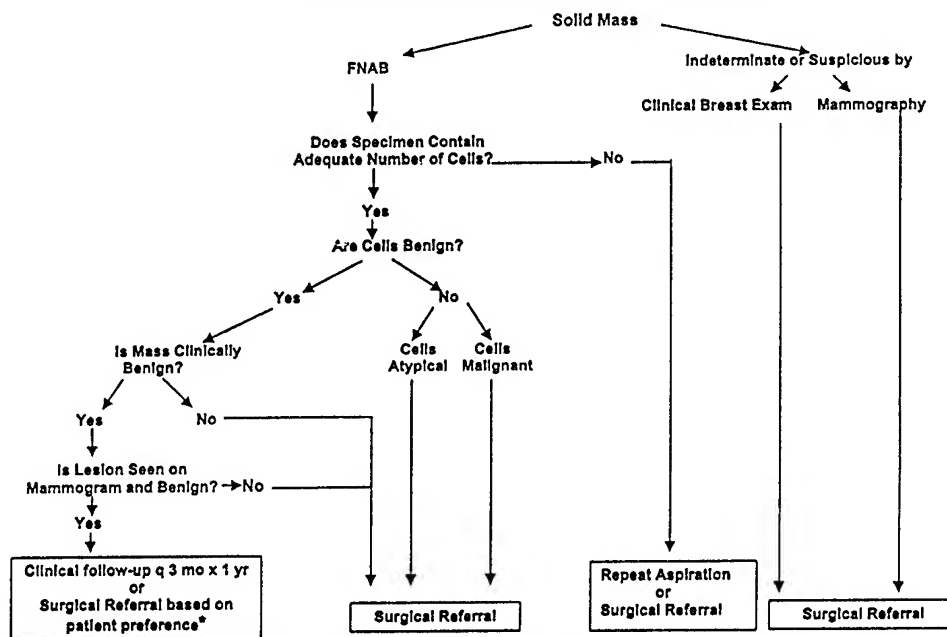 Solid Mass
FNAB
Indeterminate or Suspicious by
Clinical Breast Exam
Mammography
Does Specimen Contain
Adequate Number of Cells?
No
Yes
Are Cells Benign?
Yes
No
Is Mass Clinically
Benign?
Cells
Atypical
Cells
Malignant
Yes
No
Is Lesion Seen on
Mammogram and Benign?
No
Yes
Clinical follow-up q 3 mo x 1 yr
or
Surgical Referral based on
patient preference*
Surgical Referral
Repeat Aspiration
or
Surgical Referral
Surgical Referral